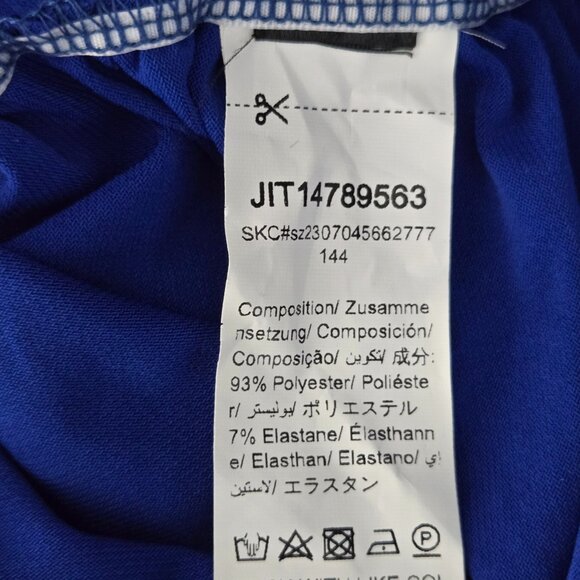 JIT14789563
SKC#sz2307045662777
144
Composition/ Zusamme
nsetzung/ Composición/
Composição/ تكوين/ 成分:
93% Polyester/ Poliéste
r/ بوليستر/ ポリエステル
7% Elastane/ Élasthann
e/ Elasthan/ Elastano/ إي
لاستين/ エラスタン
P